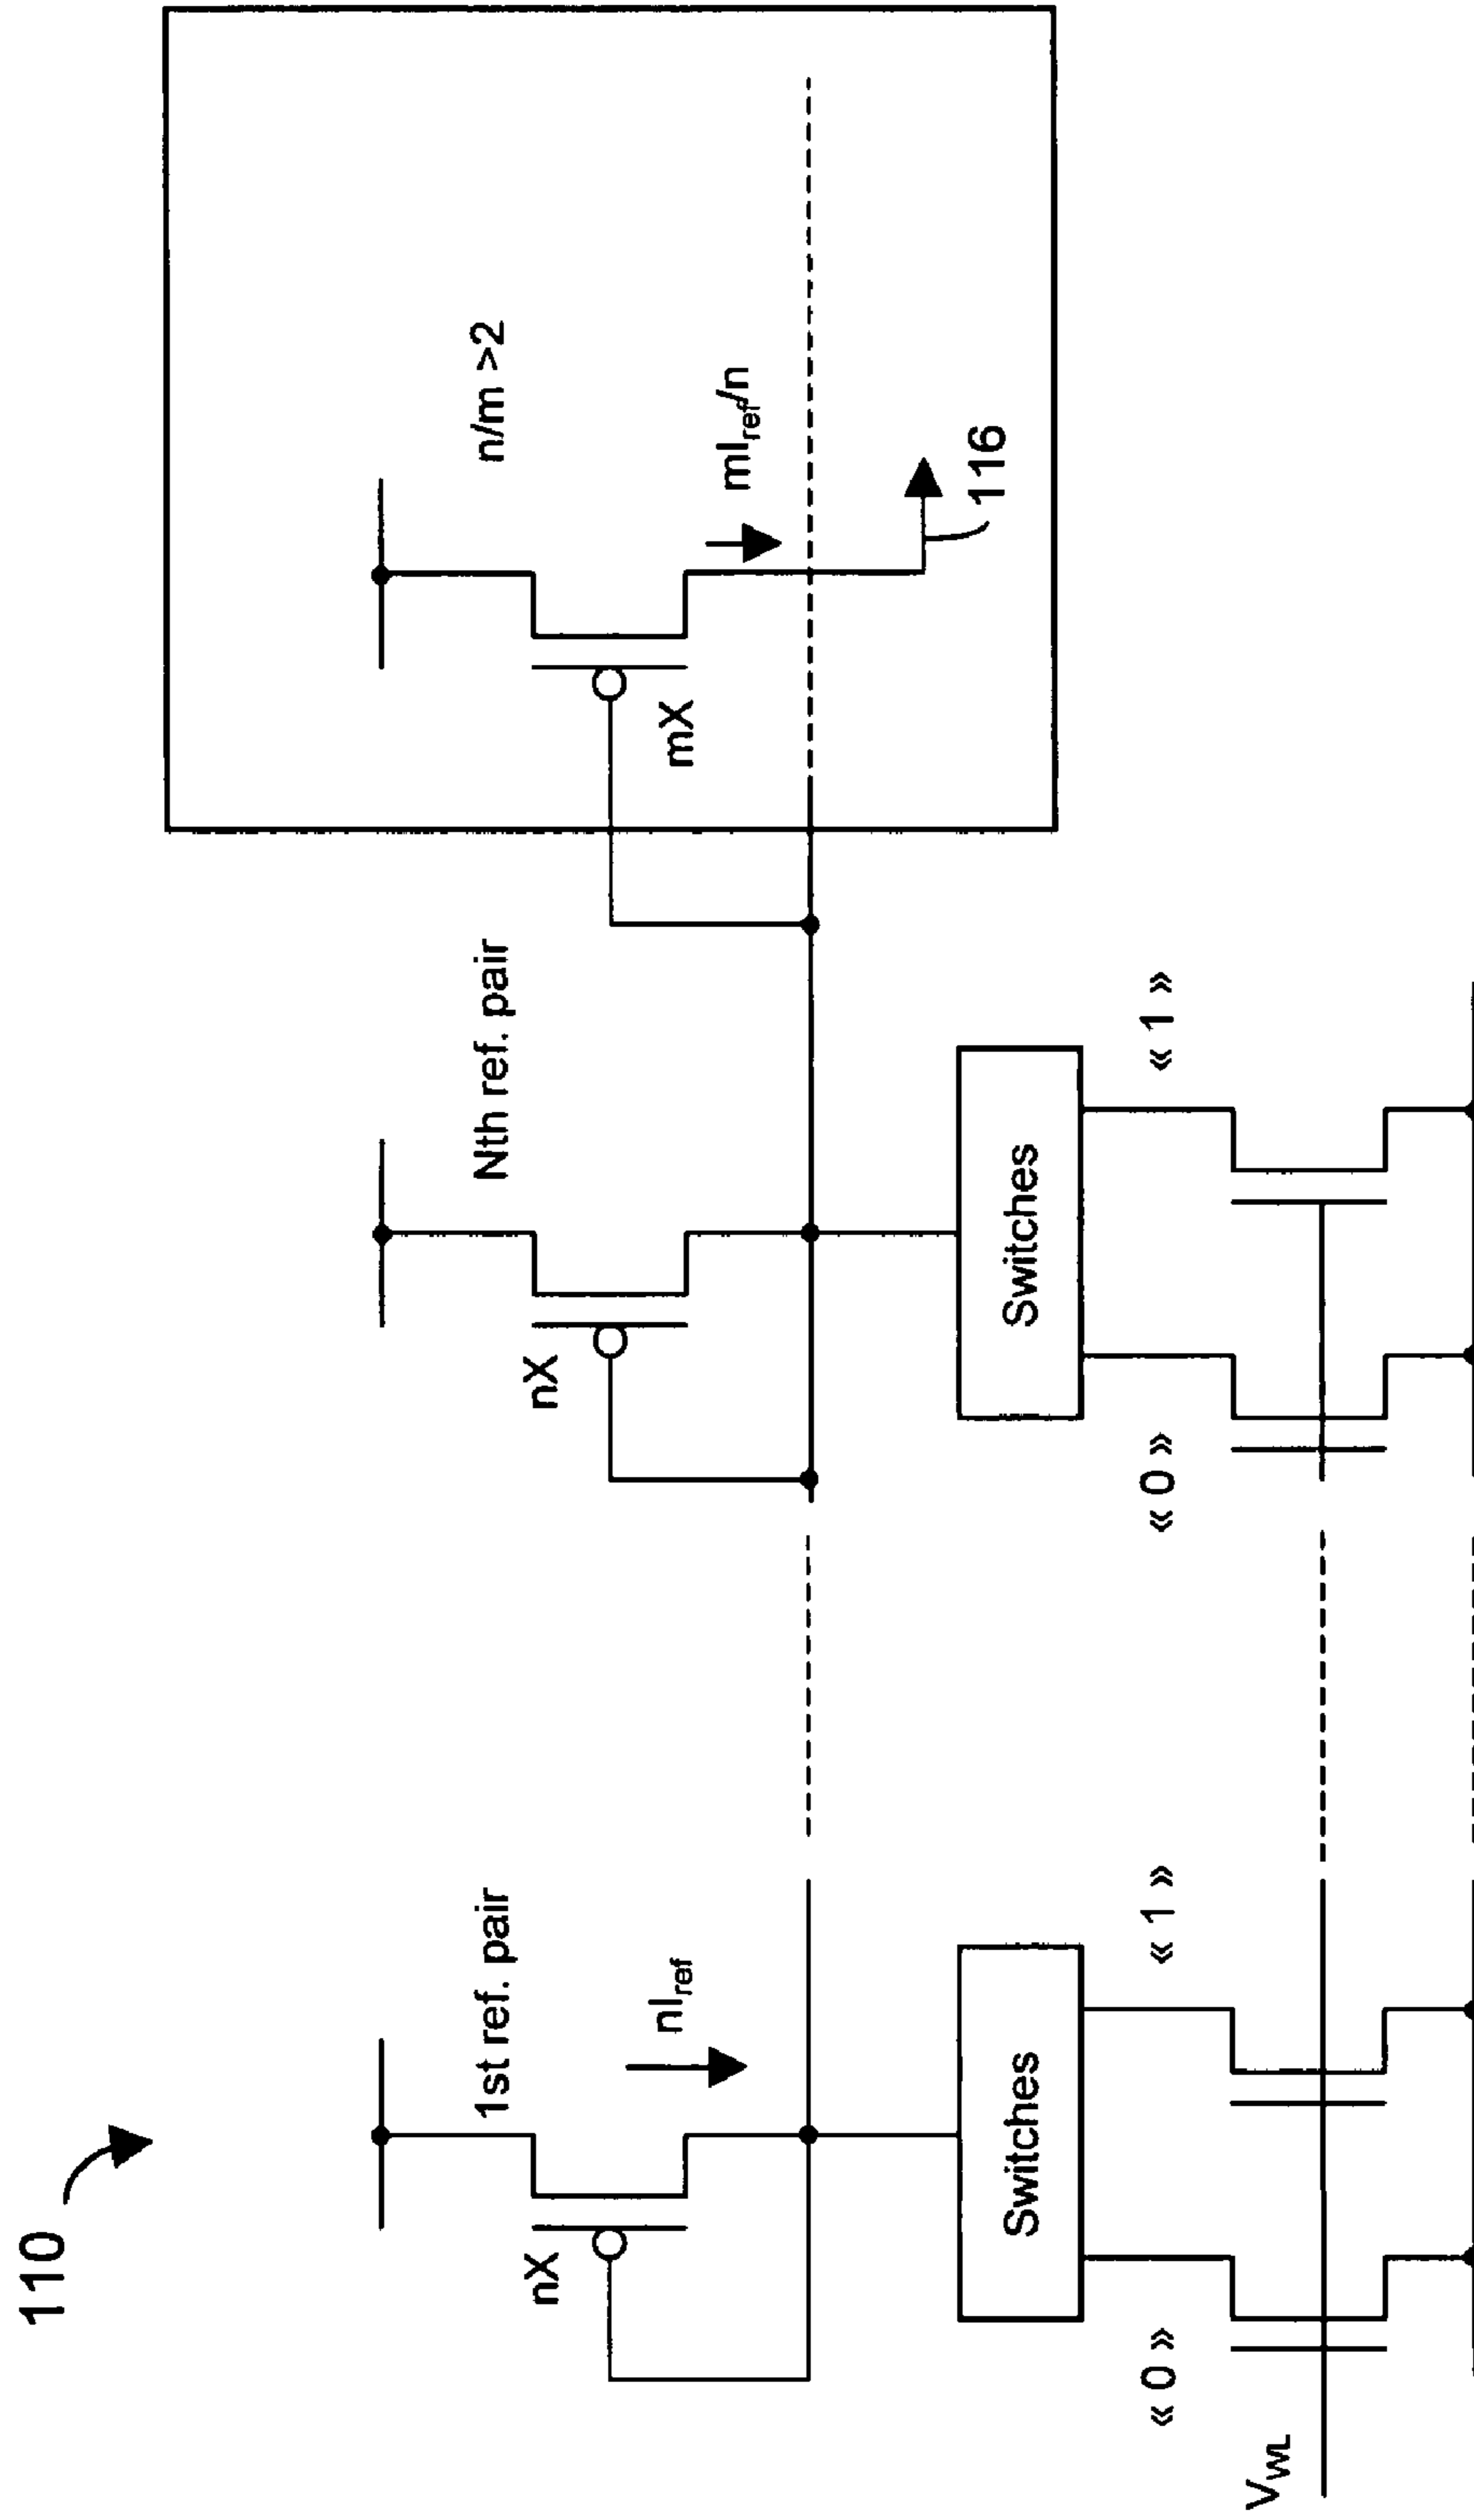 110
1st ref. pair
Nth ref. pair
n/m >2
nX
nI_ref
nX
mX
mI_ref/n
116
Switches
Switches
« 0 »
« 1 »
« 0 »
« 1 »
V_WL